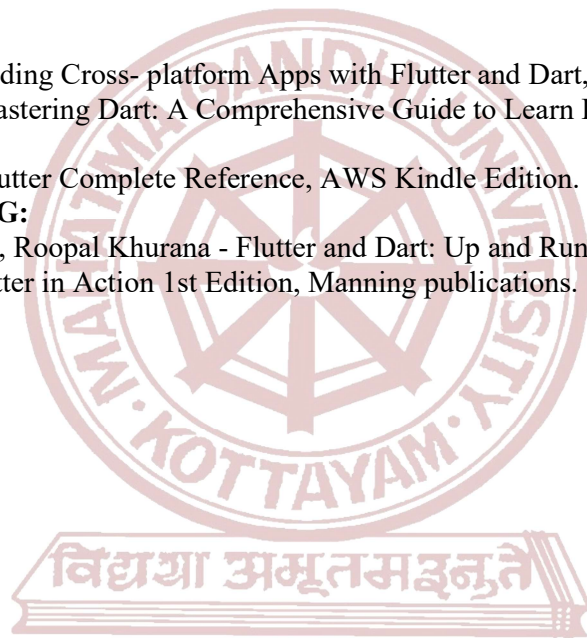 ding Cross- platform Apps with Flutter and Dart,
astering Dart: A Comprehensive Guide to Learn
utter Complete Reference, AWS Kindle Edition.
G:
, Roopal Khurana - Flutter and Dart: Up and Run
tter in Action 1st Edition, Manning publications.
MAHATMA GANDHI UNIVERSITY
KOTTAYAM
विद्यया अमृतमश्नुते